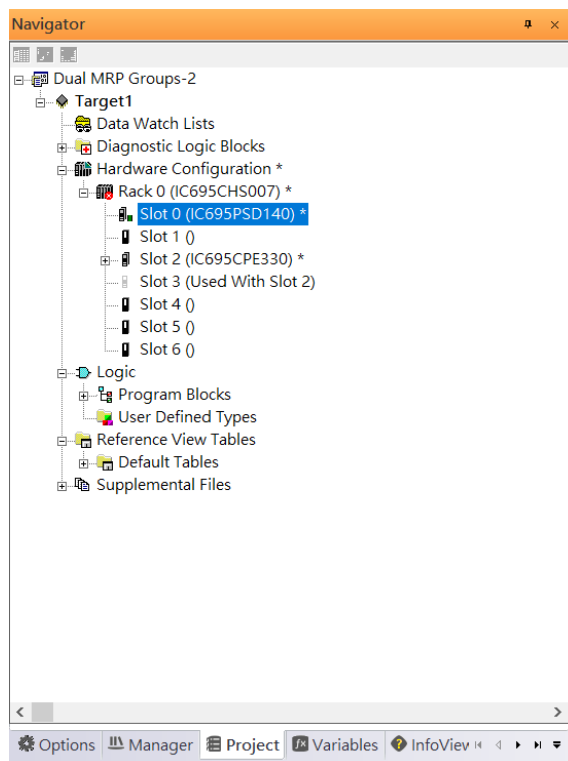 Navigator
Dual MRP Groups-2
Target1
Data Watch Lists
Diagnostic Logic Blocks
Hardware Configuration *
Rack 0 (IC695CHS007) *
Slot 0 (IC695PSD140) *
Slot 1 ()
Slot 2 (IC695CPE330) *
Slot 3 (Used With Slot 2)
Slot 4 ()
Slot 5 ()
Slot 6 ()
Logic
Program Blocks
User Defined Types
Reference View Tables
Default Tables
Supplemental Files
Options Manager Project Variables InfoView